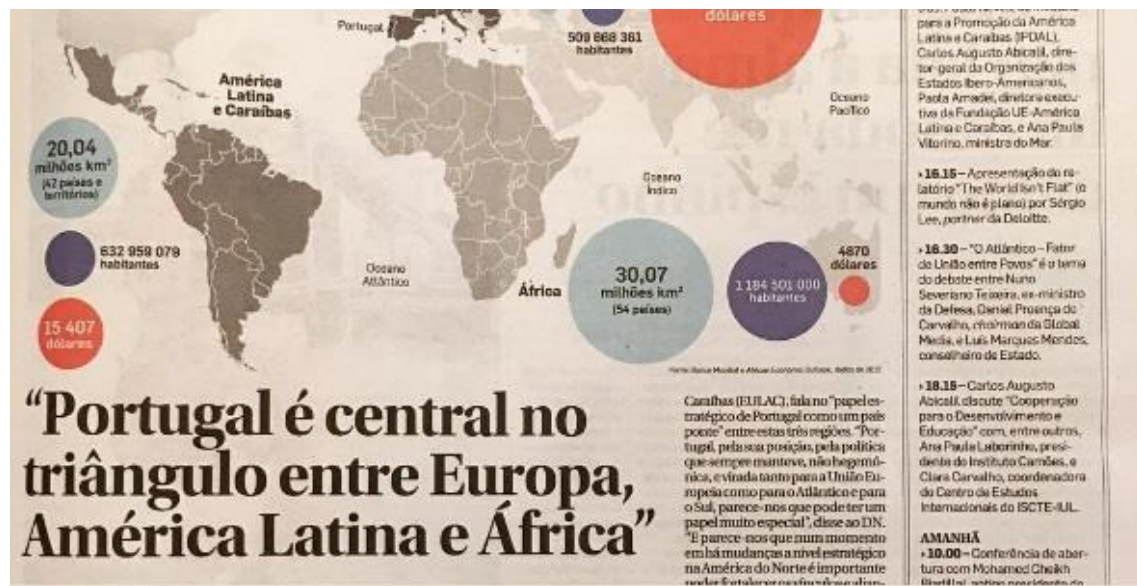 dólares
Portugal
509 668 361
habitantes
América
Latina
e Caraíbas
Oceano
Pacífico
20,04
milhões km²
(42 países e
territórios)
Oceano
Índico
632 959 079
habitantes
Oceano
Atlântico
África
30,07
milhões km²
(54 países)
1 184 501 000
habitantes
4870
dólares
15 407
dólares
Fonte: Banco Mundial e African Economic Outlook, dados de
“Portugal é central no
triângulo entre Europa,
América Latina e África”
Caraíbas (EULAC), fala no “papel es-
tratégico de Portugal como um país
ponte” entre estas três regiões. “Por-
tugal, pela sua posição, pela política
que sempre manteve, não hegemó-
nica, e virada tanto para a União Eu-
ropeia como para o Atlântico e para
o Sul, parece-nos que pode ter um
papel muito especial”, disse ao DN.
“E parece-nos que num momento
em há mudanças a nível estratégico
na América do Norte é importante
para a Promoção da América
Latina e Caraíbas (IPDAL),
Carlos Augusto Abicalil, dire-
tor-geral da Organização dos
Estados Ibero-Americanos,
Paola Amadei, diretora execu-
tiva da Fundação UE-América
Latina e Caraíbas, e Ana Paula
Vitorino, ministra do Mar.
› 16.15 – Apresentação do re-
latório “The World Isn't Flat” (o
mundo não é plano) por Sérgio
Lee, partner da Deloitte.
› 16.30 – “O Atlântico – Fator
de União entre Povos” é o tema
do debate entre Nuno
Severiano Teixeira, ex-ministro
da Defesa, Daniel Proença de
Carvalho, chairman da Global
Media, e Luís Marques Mendes,
conselheiro de Estado.
› 18.15 – Carlos Augusto
Abicalil discute “Cooperação
para o Desenvolvimento e
Educação” com, entre outros,
Ana Paula Laborinho, presi-
denta do Instituto Camões, e
Clara Carvalho, coordenadora
do Centro de Estudos
Internacionais do ISCTE-IUL.
AMANHÃ
› 10.00 – Conferência de aber-
tura com Mohamed Cheikh